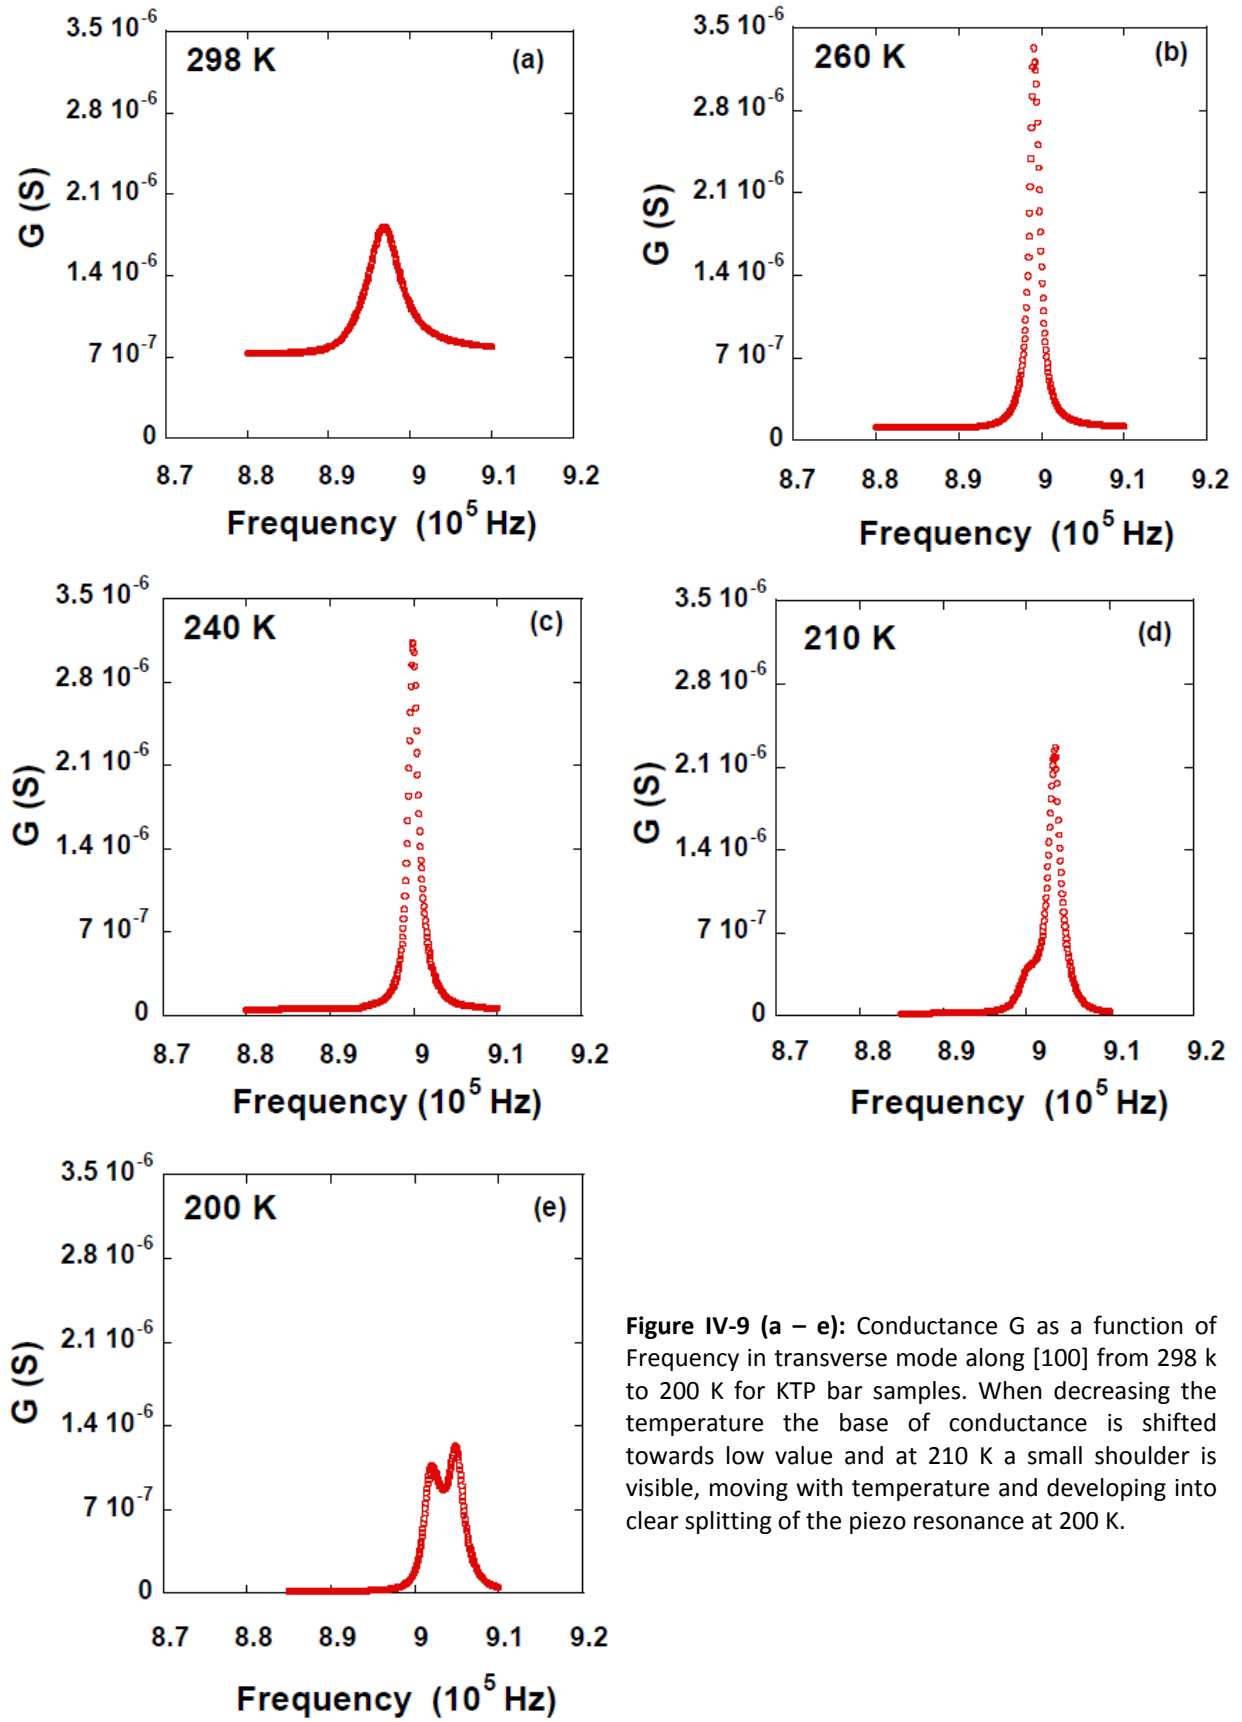 3.5 10⁻⁶
298 K
(a)
2.8 10⁻⁶
2.1 10⁻⁶
1.4 10⁻⁶
7 10⁻⁷
0
G (S)
8.7 8.8 8.9 9 9.1 9.2
Frequency (10⁵ Hz)
3.5 10⁻⁶
260 K
(b)
2.8 10⁻⁶
2.1 10⁻⁶
1.4 10⁻⁶
7 10⁻⁷
0
G (S)
8.7 8.8 8.9 9 9.1 9.2
Frequency (10⁵ Hz)
3.5 10⁻⁶
240 K
(c)
2.8 10⁻⁶
2.1 10⁻⁶
1.4 10⁻⁶
7 10⁻⁷
0
G (S)
8.7 8.8 8.9 9 9.1 9.2
Frequency (10⁵ Hz)
3.5 10⁻⁶
210 K
(d)
2.8 10⁻⁶
2.1 10⁻⁶
1.4 10⁻⁶
7 10⁻⁷
0
G (S)
8.7 8.8 8.9 9 9.1 9.2
Frequency (10⁵ Hz)
3.5 10⁻⁶
200 K
(e)
2.8 10⁻⁶
2.1 10⁻⁶
1.4 10⁻⁶
7 10⁻⁷
0
G (S)
8.7 8.8 8.9 9 9.1 9.2
Frequency (10⁵ Hz)
Figure IV-9 (a – e): Conductance G as a function of
Frequency in transverse mode along [100] from 298 k
to 200 K for KTP bar samples. When decreasing the
temperature the base of conductance is shifted
towards low value and at 210 K a small shoulder is
visible, moving with temperature and developing into
clear splitting of the piezo resonance at 200 K.